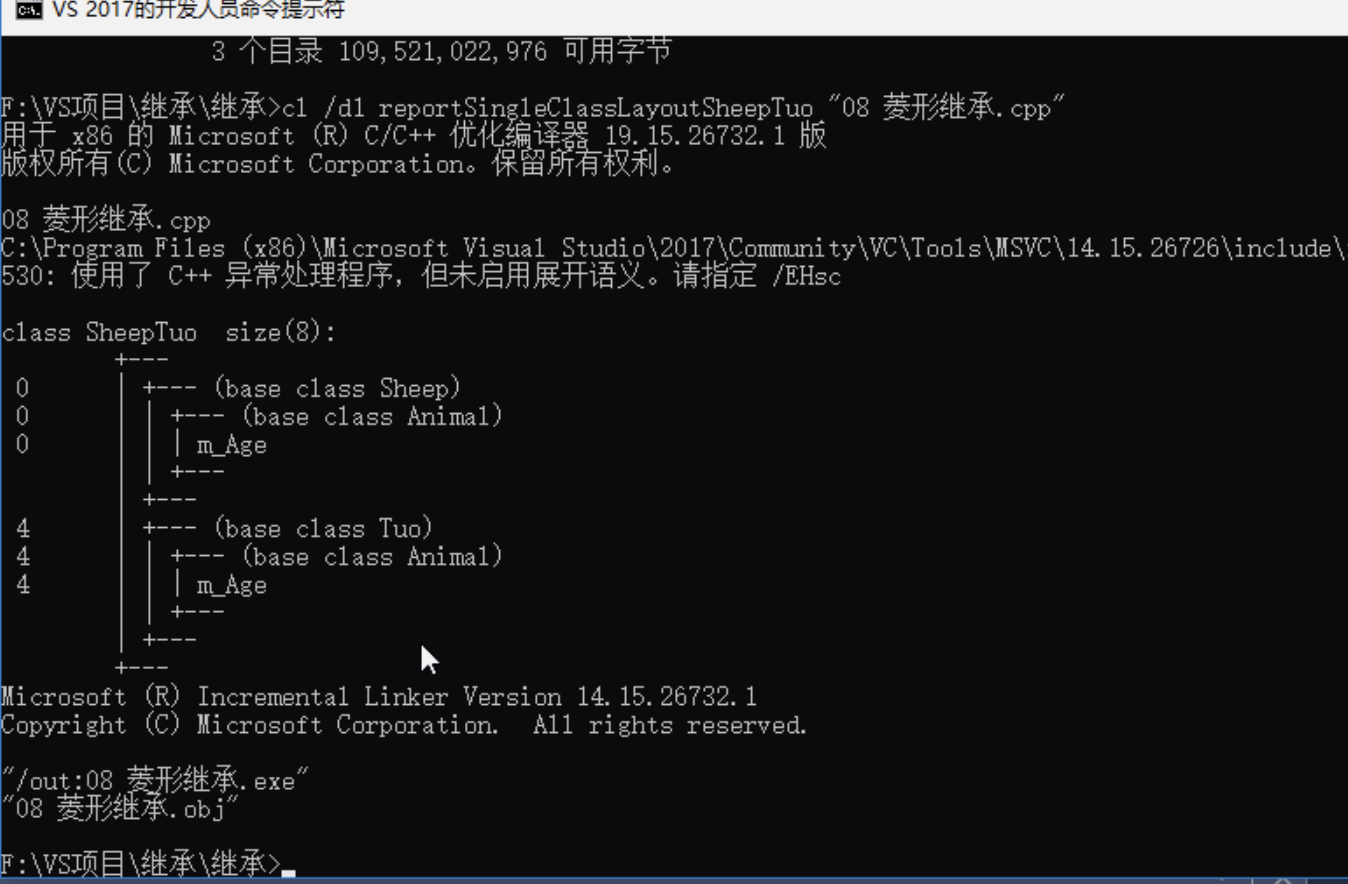 VS 2017的开发人员命令提示符
3 个目录 109,521,022,976 可用字节
F:\VS项目\继承\继承>cl /d1 reportSingleClassLayoutSheepTuo "08 菱形继承.cpp"
用于 x86 的 Microsoft (R) C/C++ 优化编译器 19.15.26732.1 版
版权所有(C) Microsoft Corporation。保留所有权利。
08 菱形继承.cpp
C:\Program Files (x86)\Microsoft Visual Studio\2017\Community\VC\Tools\MSVC\14.15.26726\include\
530: 使用了 C++ 异常处理程序，但未启用展开语义。请指定 /EHsc
class SheepTuo  size(8):
+---
0 | +--- (base class Sheep)
0 | | +--- (base class Animal)
0 | | | m_Age
| | +---
| +---
4 | +--- (base class Tuo)
4 | | +--- (base class Animal)
4 | | | m_Age
| | +---
| +---
+---
Microsoft (R) Incremental Linker Version 14.15.26732.1
Copyright (C) Microsoft Corporation.  All rights reserved.
"/out:08 菱形继承.exe"
"08 菱形继承.obj"
F:\VS项目\继承\继承>